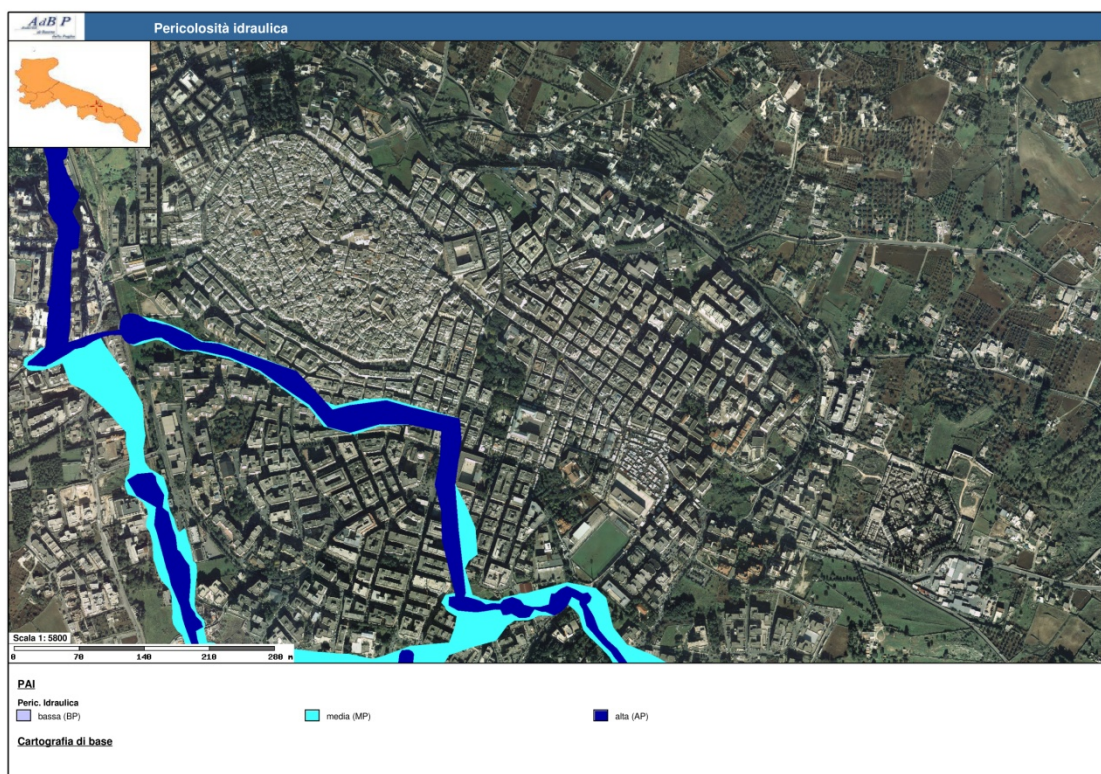 AdB P
Pericolosità idraulica
Scala 1: 5800
0 70 140 210 280 M
PAI
Peric. Idraulica
bassa (BP) media (MP) alta (AP)
Cartografia di base